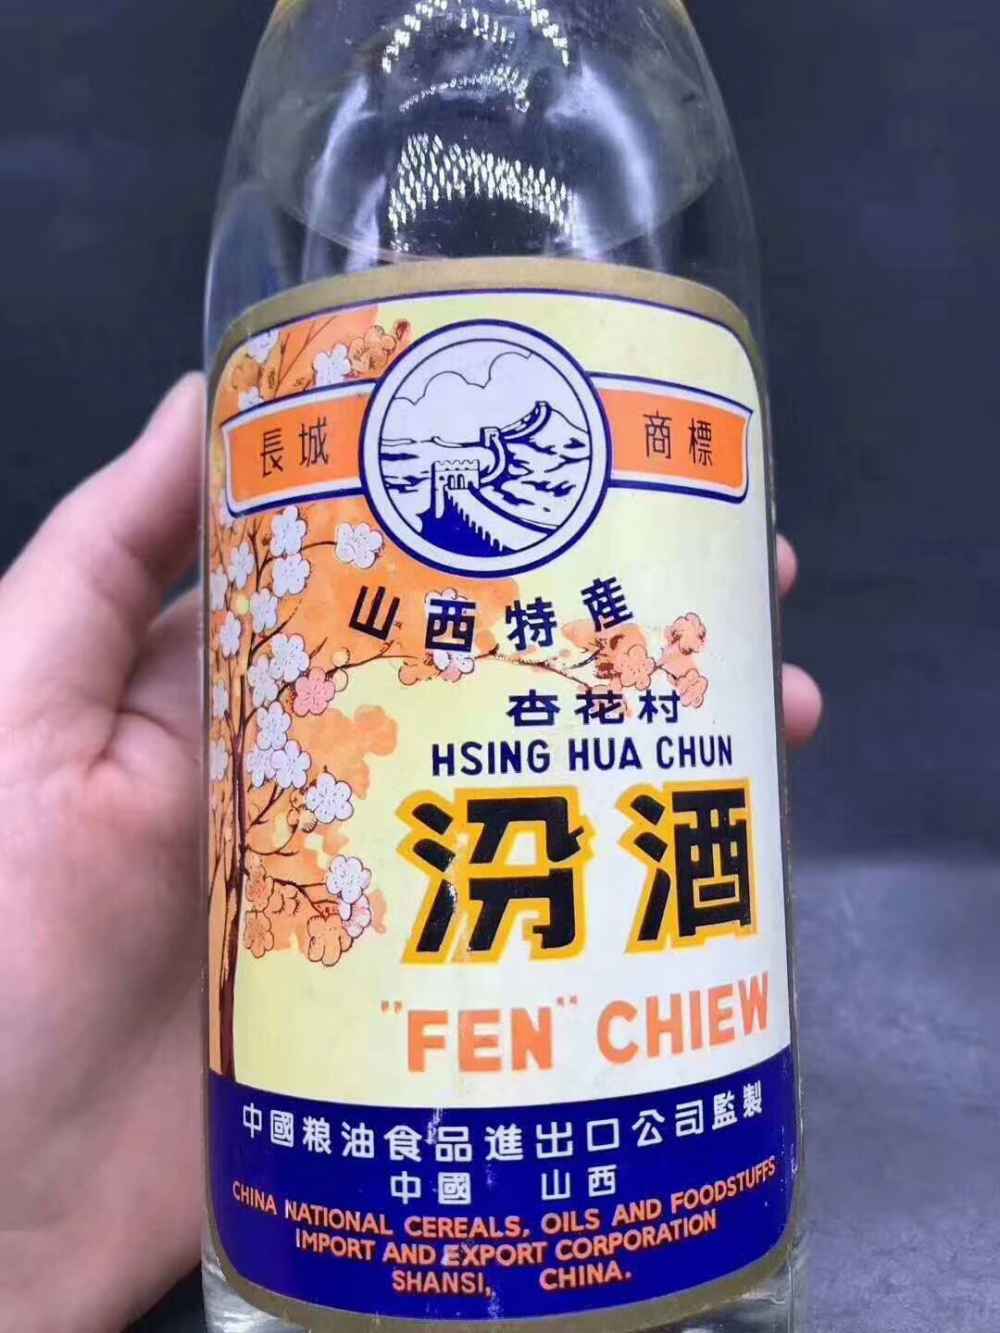 長城 商標
山西特產
杏花村
HSING HUA CHUN
汾酒
"FEN" CHIEW
中國粮油食品進出口公司監製
中國 山西
CHINA NATIONAL CEREALS, OILS AND FOODSTUFFS
IMPORT AND EXPORT CORPORATION
SHANSI, CHINA.